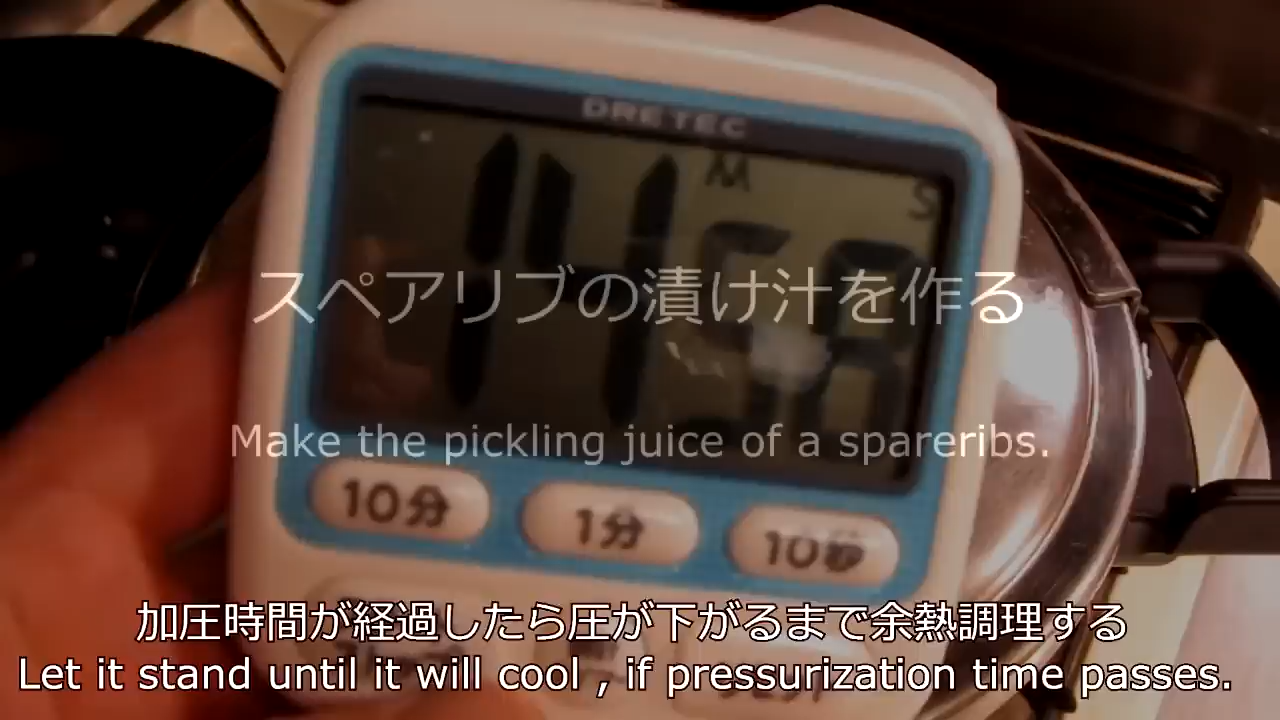 DRETEC
M S
14 58
スペアリブの漬け汁を作る
Make the pickling juice of a spareribs.
10分 1分 10秒
加圧時間が経過したら圧が下がるまで余熱調理する
Let it stand until it will cool , if pressurization time passes.